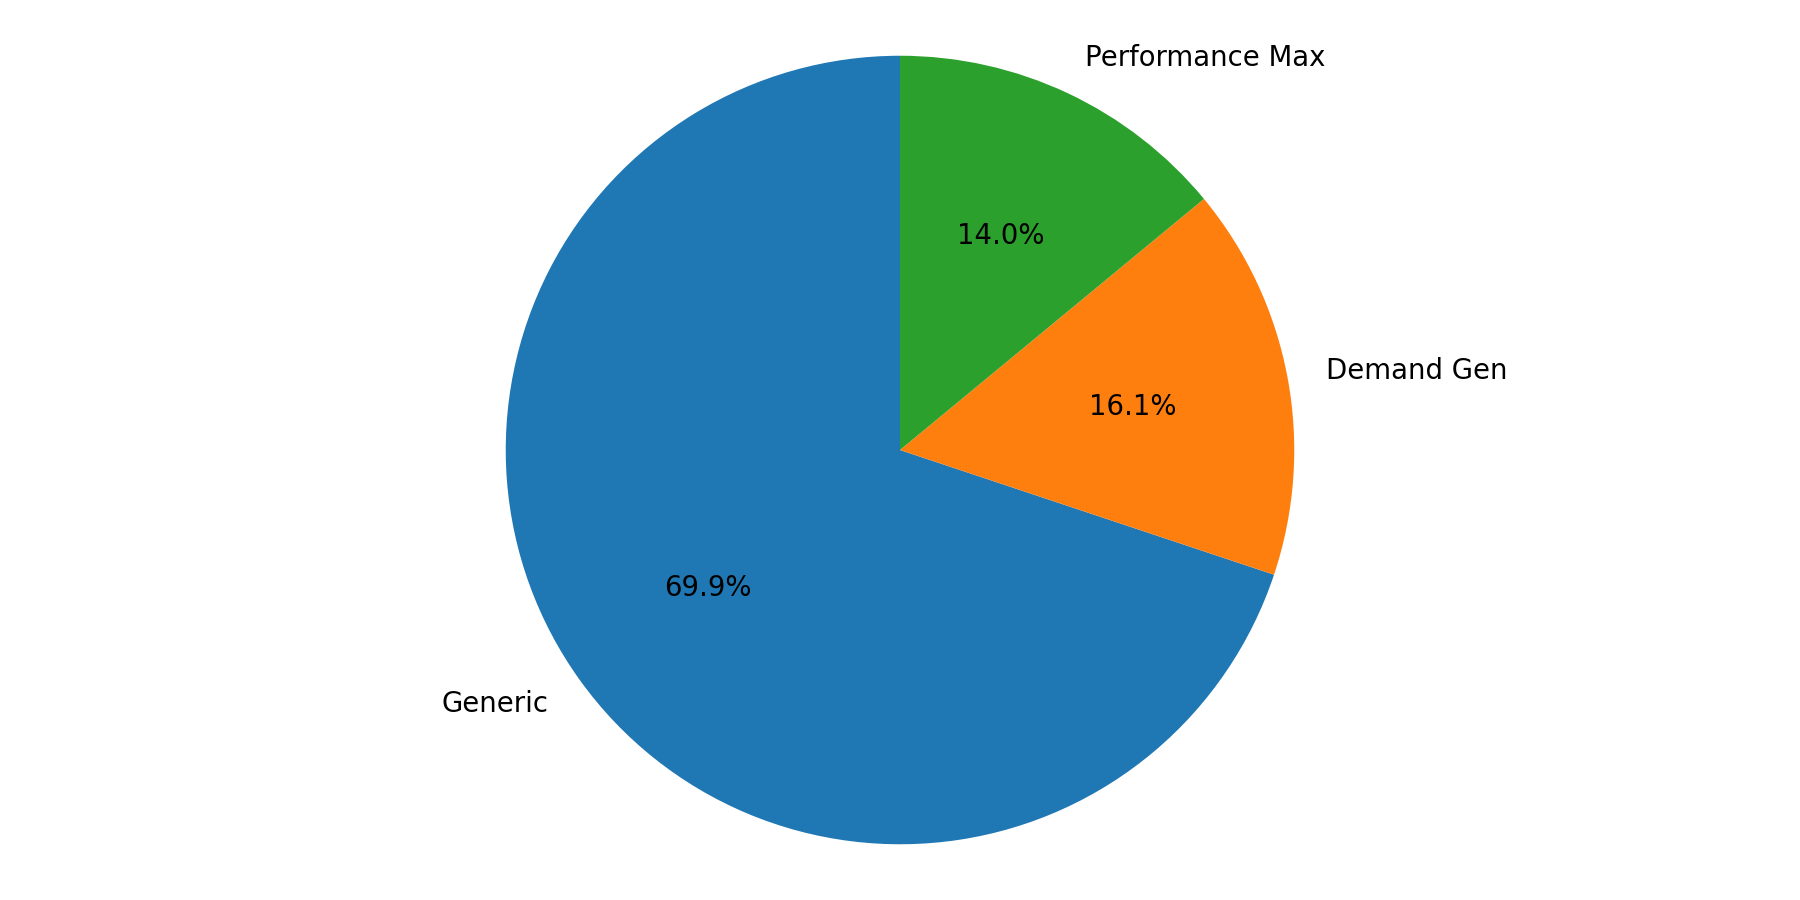 Performance Max
14.0%
Demand Gen
16.1%
69.9%
Generic